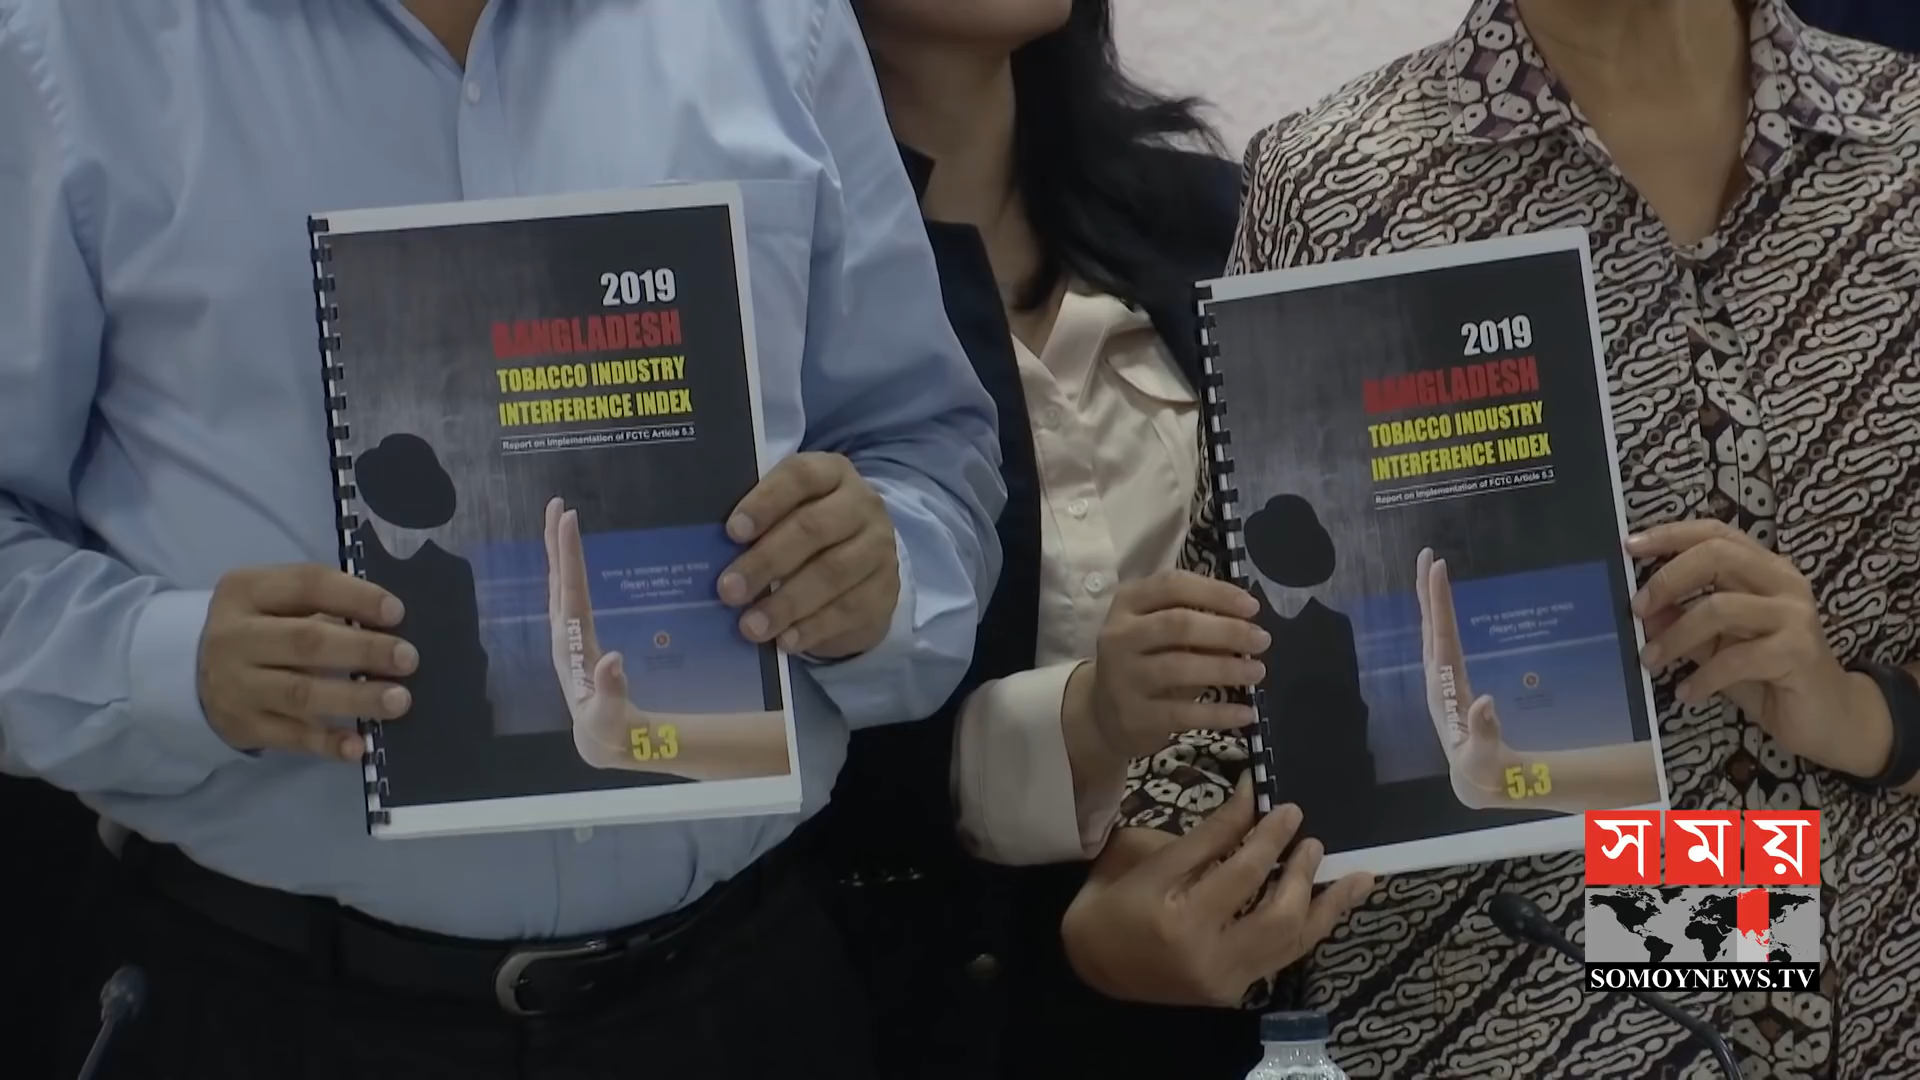 2019
BANGLADESH
TOBACCO INDUSTRY
INTERFERENCE INDEX
Report on Implementation of FCTC Article 5.3
FCTC Article
5.3
2019
BANGLADESH
TOBACCO INDUSTRY
INTERFERENCE INDEX
Report on Implementation of FCTC Article 5.3
FCTC Article
5.3
সময়
SOMOYNEWS.TV